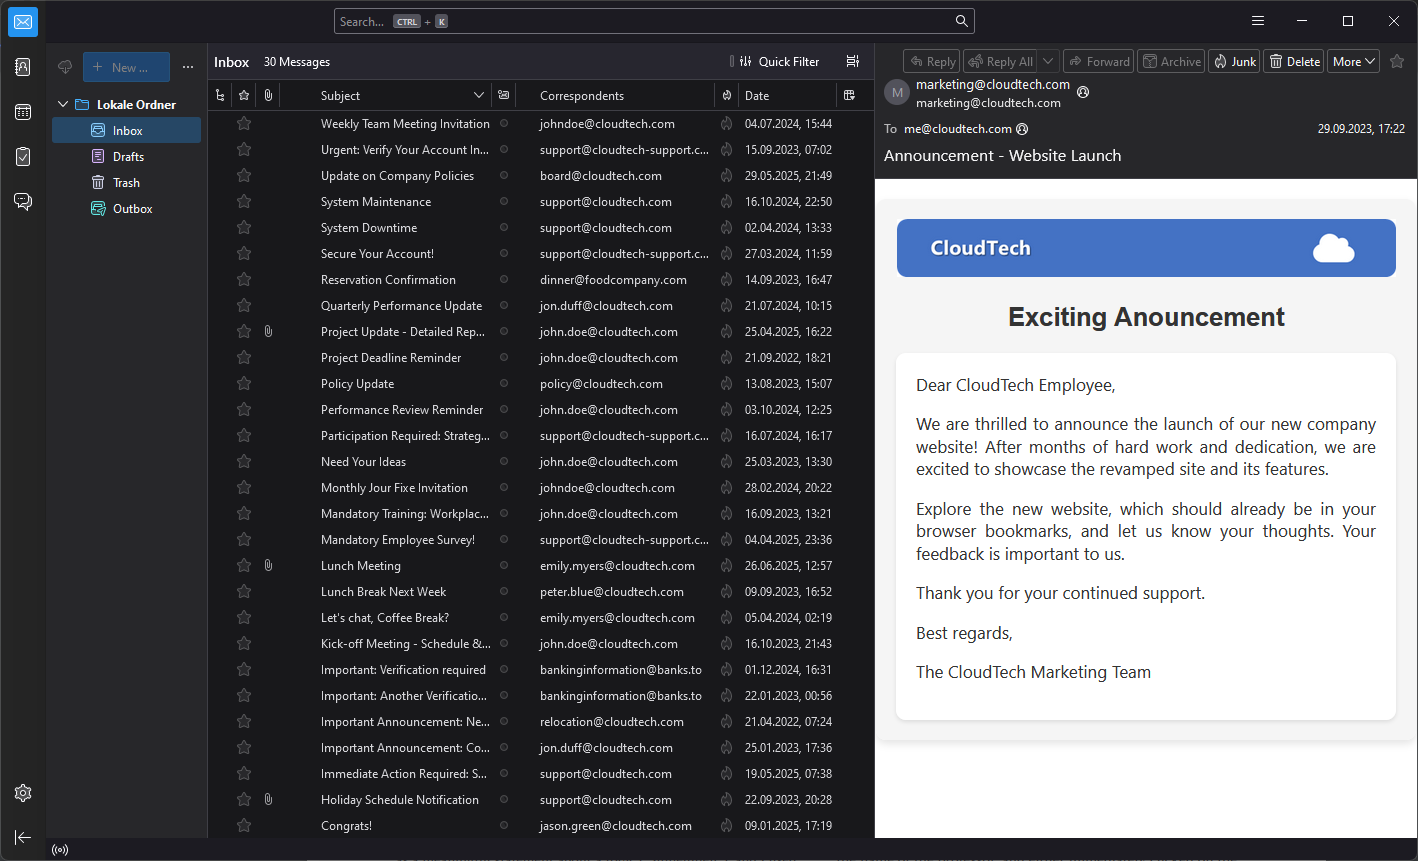 Search... CTRL + K
New ...
Lokale Ordner
Inbox
Drafts
Trash
Outbox
Inbox 30 Messages Quick Filter
Subject Correspondents Date
Weekly Team Meeting Invitation johndoe@cloudtech.com 04.07.2024, 15:44
Urgent: Verify Your Account In... support@cloudtech-support.c... 15.09.2023, 07:02
Update on Company Policies board@cloudtech.com 29.05.2025, 21:49
System Maintenance support@cloudtech.com 16.10.2024, 22:50
System Downtime support@cloudtech.com 02.04.2024, 13:33
Secure Your Account! support@cloudtech-support.c... 27.03.2024, 11:59
Reservation Confirmation dinner@foodcompany.com 14.09.2023, 16:47
Quarterly Performance Update jon.duff@cloudtech.com 21.07.2024, 10:15
Project Update - Detailed Rep... john.doe@cloudtech.com 25.04.2025, 16:22
Project Deadline Reminder john.doe@cloudtech.com 21.09.2022, 18:21
Policy Update policy@cloudtech.com 13.08.2023, 15:07
Performance Review Reminder john.doe@cloudtech.com 03.10.2024, 12:25
Participation Required: Strateg... support@cloudtech-support.c... 16.07.2024, 16:17
Need Your Ideas john.doe@cloudtech.com 25.03.2023, 13:30
Monthly Jour Fixe Invitation johndoe@cloudtech.com 28.02.2024, 20:22
Mandatory Training: Workplac... john.doe@cloudtech.com 16.09.2023, 13:21
Mandatory Employee Survey! support@cloudtech-support.c... 04.04.2025, 23:36
Lunch Meeting emily.myers@cloudtech.com 26.06.2025, 12:57
Lunch Break Next Week peter.blue@cloudtech.com 09.09.2023, 16:52
Let's chat, Coffee Break? emily.myers@cloudtech.com 05.04.2024, 02:19
Kick-off Meeting - Schedule &... john.doe@cloudtech.com 16.10.2023, 21:43
Important: Verification required bankinginformation@banks.to 01.12.2024, 16:31
Important: Another Verificatio... bankinginformation@banks.to 22.01.2023, 00:56
Important Announcement: Ne... relocation@cloudtech.com 21.04.2022, 07:24
Important Announcement: Co... jon.duff@cloudtech.com 25.01.2023, 17:36
Immediate Action Required: S... support@cloudtech.com 19.05.2025, 07:38
Holiday Schedule Notification support@cloudtech.com 22.09.2023, 20:28
Congrats! jason.green@cloudtech.com 09.01.2025, 17:19
Reply Reply All Forward Archive Junk Delete More
M
marketing@cloudtech.com
marketing@cloudtech.com
To me@cloudtech.com 29.09.2023, 17:22
Announcement - Website Launch
CloudTech
Exciting Anouncement
Dear CloudTech Employee,
We are thrilled to announce the launch of our new company
website! After months of hard work and dedication, we are
excited to showcase the revamped site and its features.
Explore the new website, which should already be in your
browser bookmarks, and let us know your thoughts. Your
feedback is important to us.
Thank you for your continued support.
Best regards,
The CloudTech Marketing Team